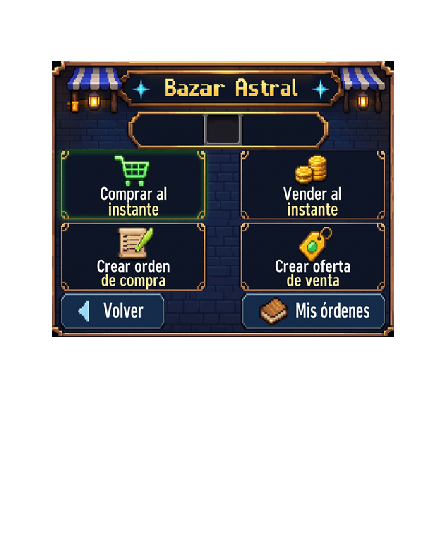 Bazar Astral
Comprar al
instante
Vender al
instante
Crear orden
de compra
Crear oferta
de venta
Volver
Mis órdenes